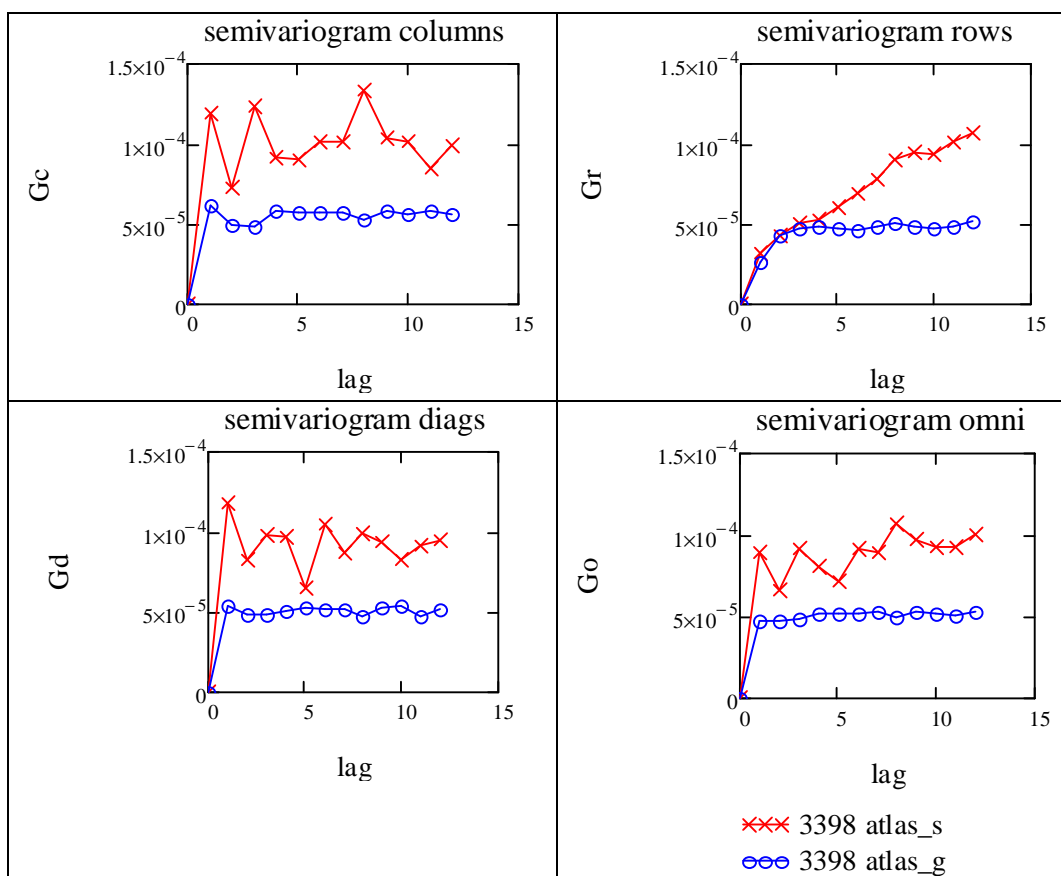 semivariogram columns
1.5×10⁻⁴
1×10⁻⁴
5×10⁻⁵
0
Gc
0 5 10 15
lag
semivariogram rows
1.5×10⁻⁴
1×10⁻⁴
5×10⁻⁵
0
Gr
0 5 10 15
lag
semivariogram diags
1.5×10⁻⁴
1×10⁻⁴
5×10⁻⁵
0
Gd
0 5 10 15
lag
semivariogram omni
1.5×10⁻⁴
1×10⁻⁴
5×10⁻⁵
0
Go
0 5 10 15
lag
3398 atlas_s
3398 atlas_g